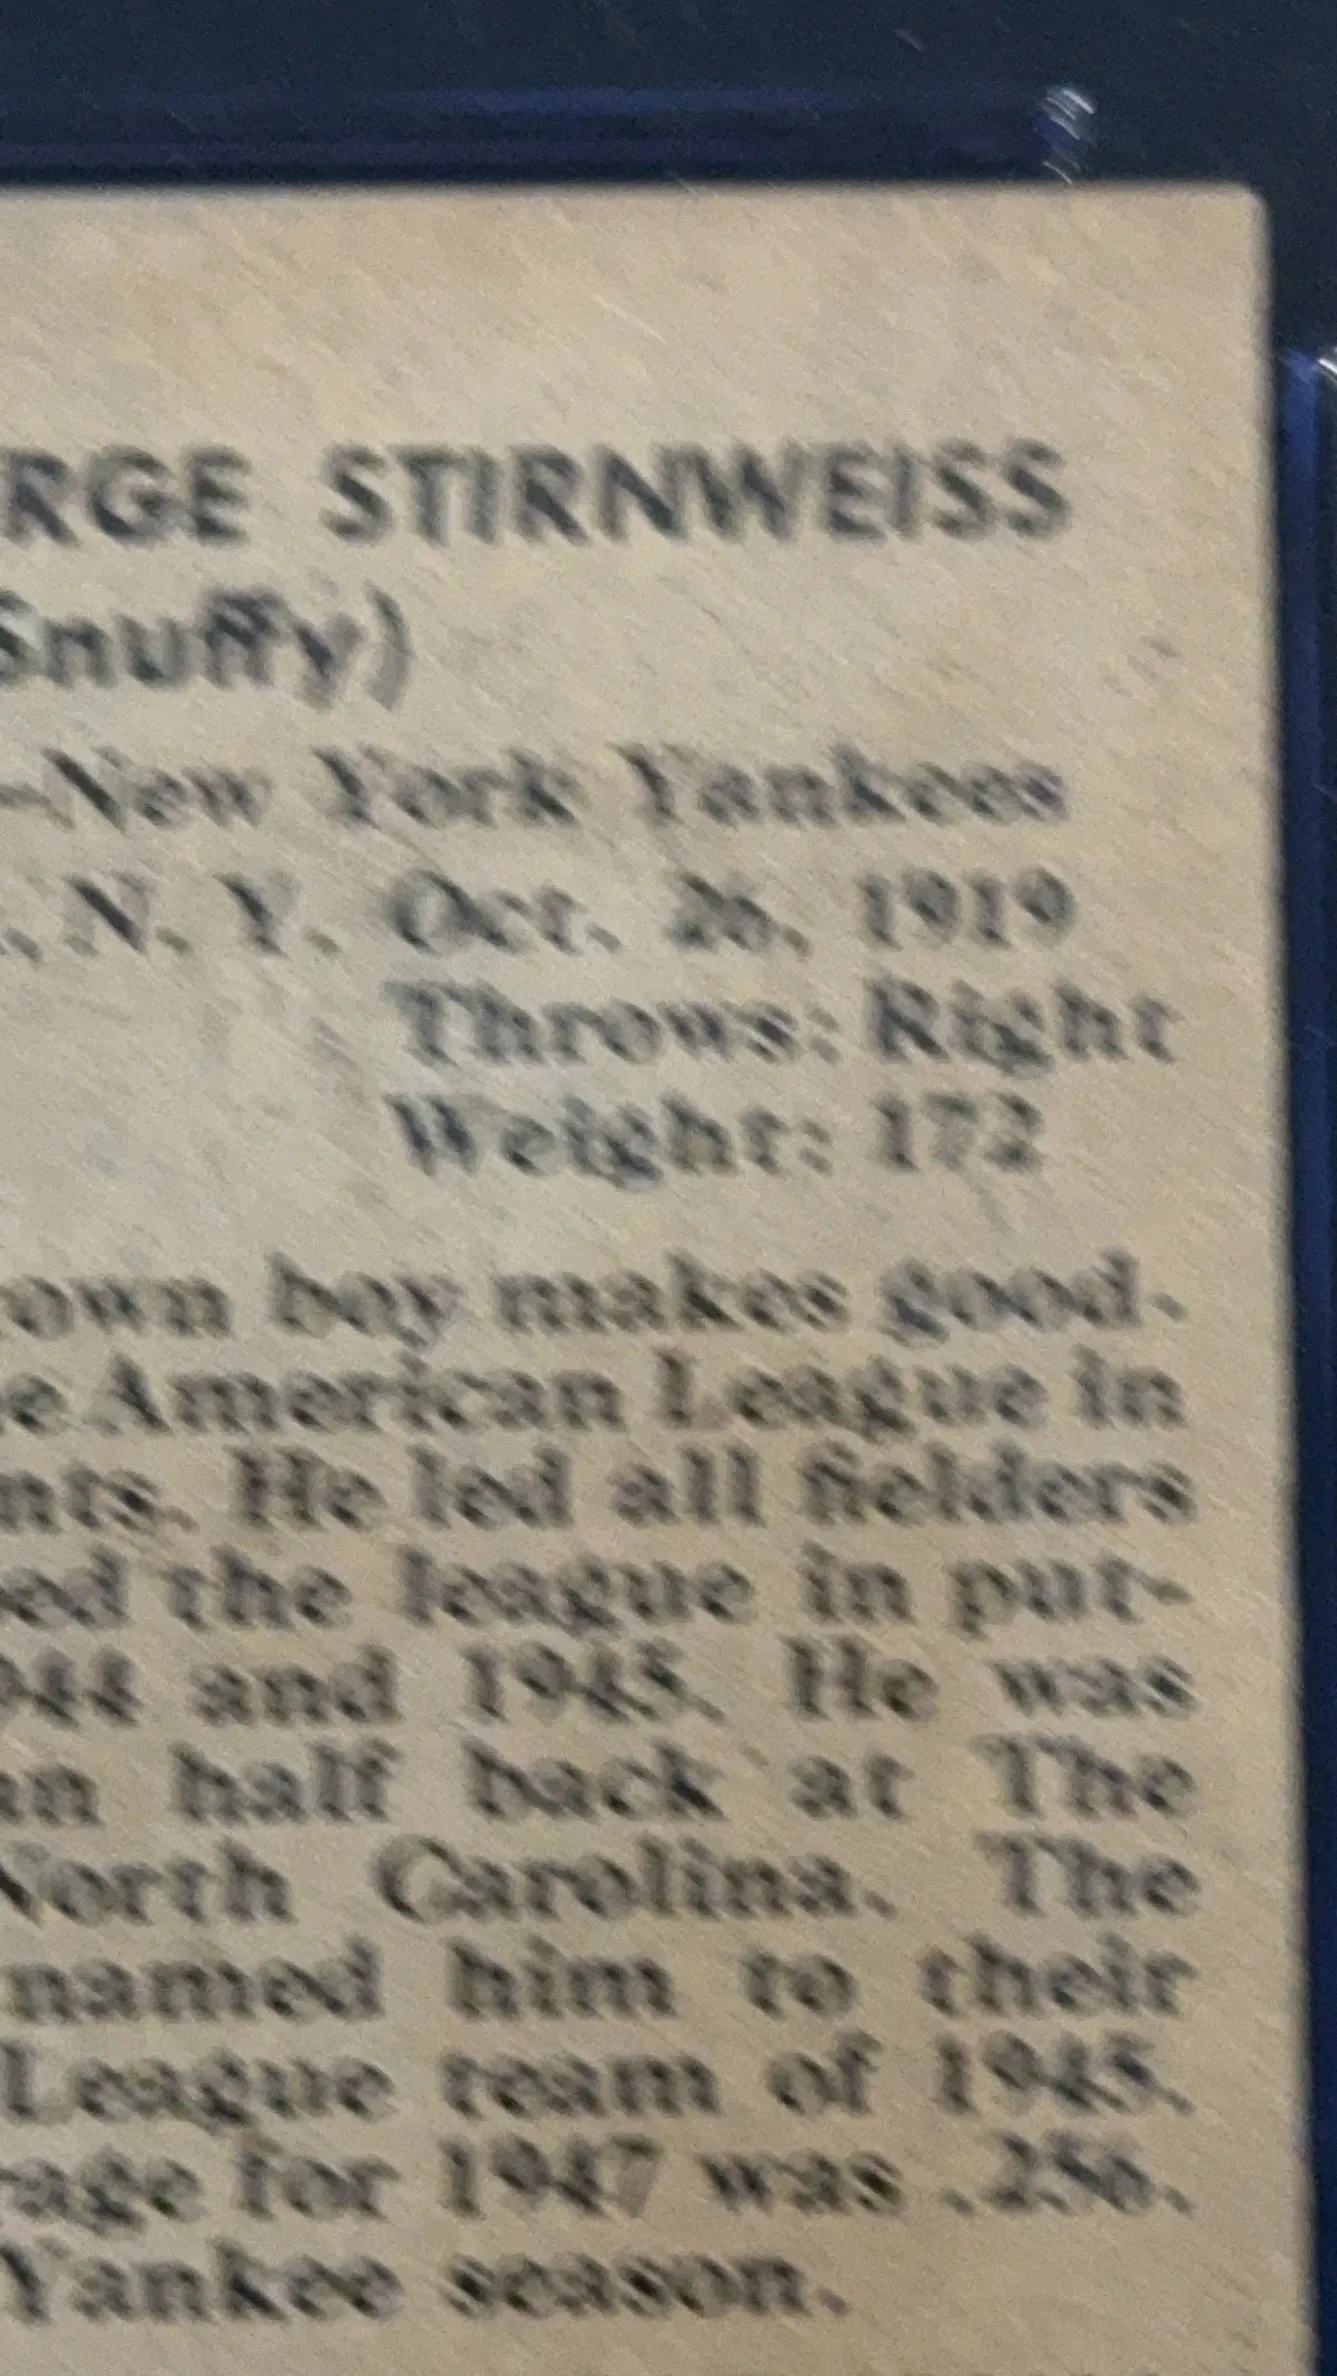 RGE STIRNWEISS
Snuffy)
—New York Yankees
., N. Y. Oct. 26, 1919
Throws: Right
Weight: 172
own boy makes good.
e American League in
nts. He led all fielders
ed the league in put-
944 and 1945. He was
an half back at The
North Carolina. The
named him to their
League team of 1945.
rage for 1947 was .256.
Yankee season.